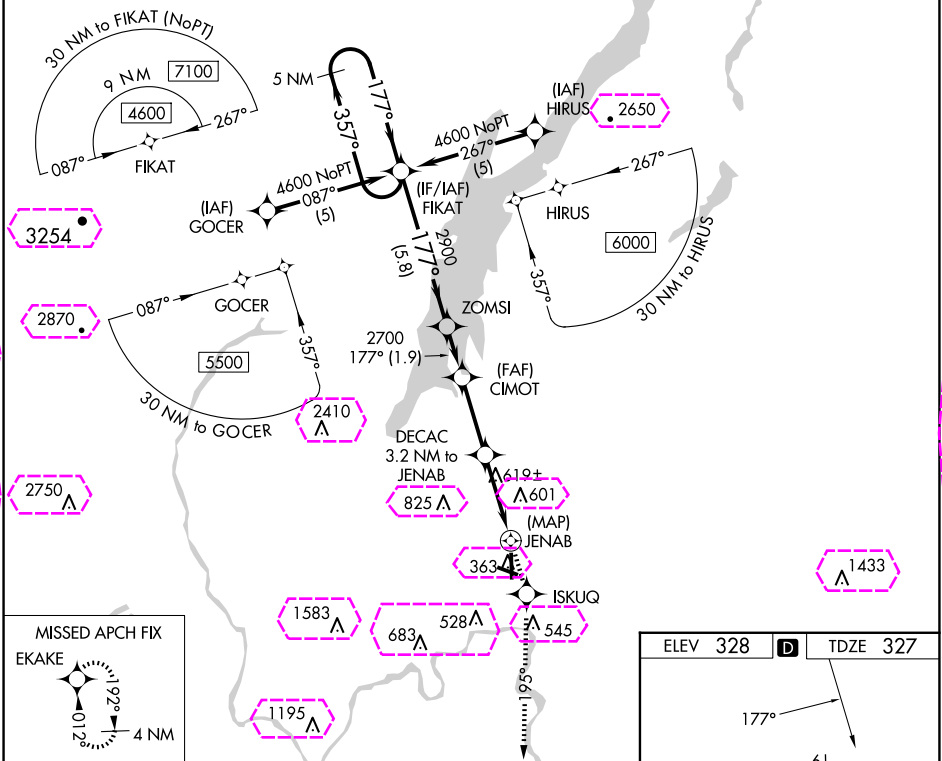 30 NM to FIKAT (NoPT)
7100
9 NM
4600
087°
267°
FIKAT
5 NM
177°
357°
(IAF)
HIRUS
2650
4600 NoPT
267°
(5)
4600 NoPT
087°
(5)
(IAF)
GOCER
(IF/IAF)
FIKAT
267°
HIRUS
6000
357°
30 NM to HIRUS
3254
2900
177°
(5.8)
087°
GOCER
5500
357°
30 NM to GOCER
2870
ZOMSI
2700
177° (1.9)
(FAF)
CIMOT
2410
DECAC
3.2 NM to
JENAB
619±
601
825
2750
(MAP)
JENAB
363
1433
ISKUQ
1583
528
683
545
195°
1195
MISSED APCH FIX
EKAKE
192°
012°
4 NM
ELEV 328 D TDZE 327
177°